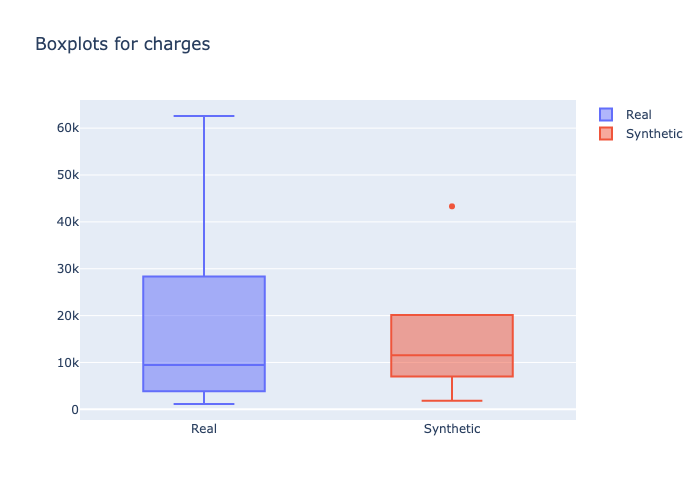 Boxplots for charges
Real
Synthetic
60k
50k
40k
30k
20k
10k
0
Real
Synthetic